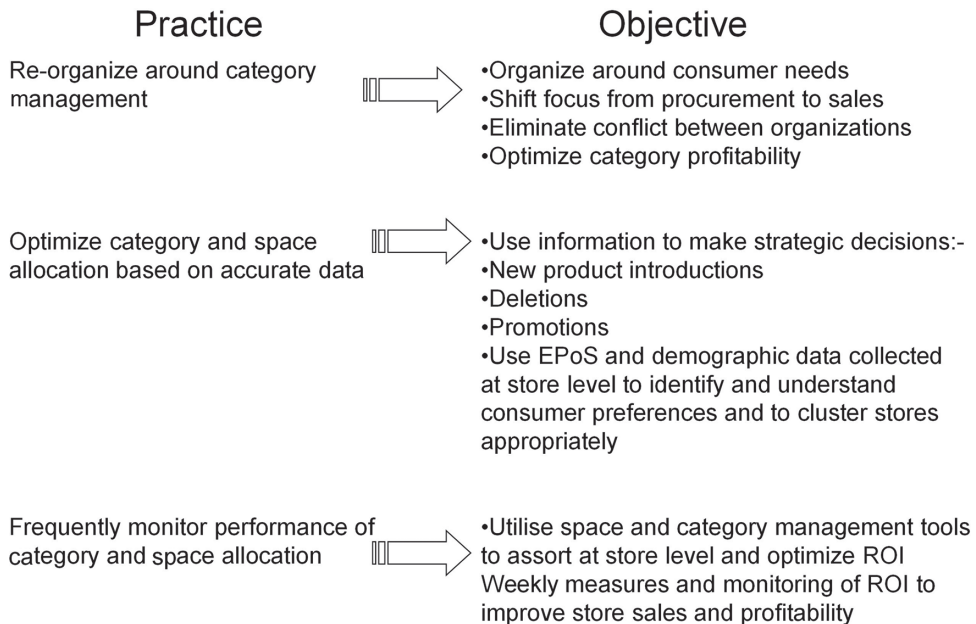 Practice
Objective
Re-organize around category
management
•Organize around consumer needs
•Shift focus from procurement to sales
•Eliminate conflict between organizations
•Optimize category profitability
Optimize category and space
allocation based on accurate data
•Use information to make strategic decisions:-
•New product introductions
•Deletions
•Promotions
•Use EPoS and demographic data collected
at store level to identify and understand
consumer preferences and to cluster stores
appropriately
Frequently monitor performance of
category and space allocation
•Utilise space and category management tools
to assort at store level and optimize ROI
Weekly measures and monitoring of ROI to
improve store sales and profitability